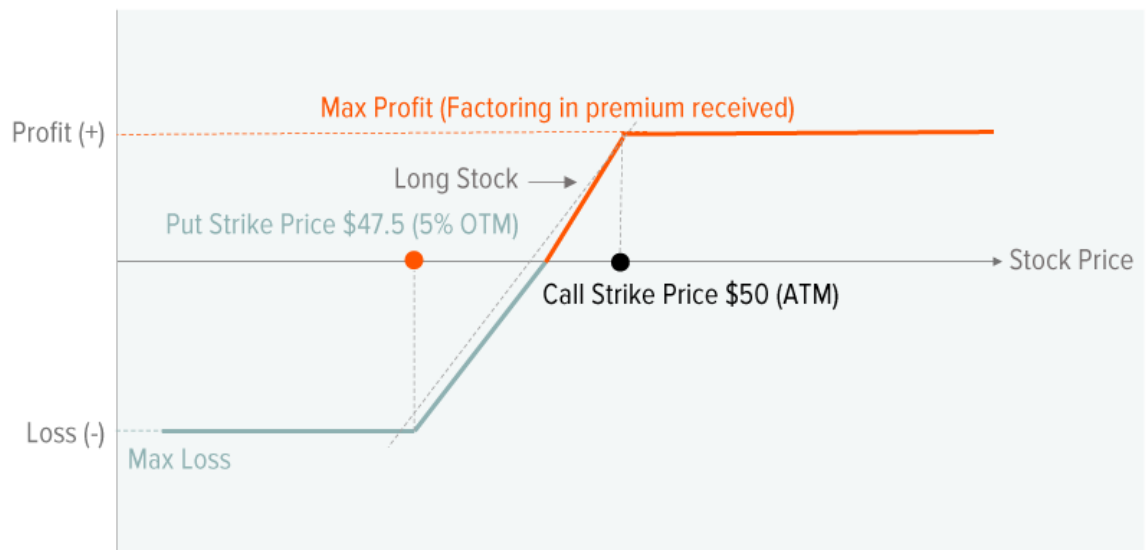 Max Profit (Factoring in premium received)
Profit (+)
Long Stock
Put Strike Price $47.5 (5% OTM)
Stock Price
Call Strike Price $50 (ATM)
Loss (-)
Max Loss